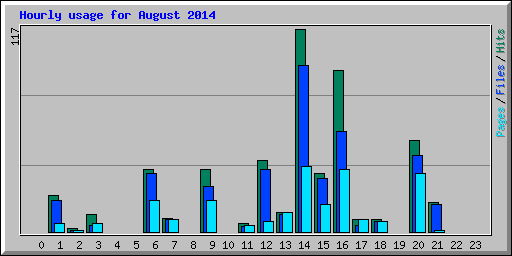 Hourly usage for August 2014
117
Pages/Files/Hits
0 1 2 3 4 5 6 7 8 9 10 11 12 13 14 15 16 17 18 19 20 21 22 23